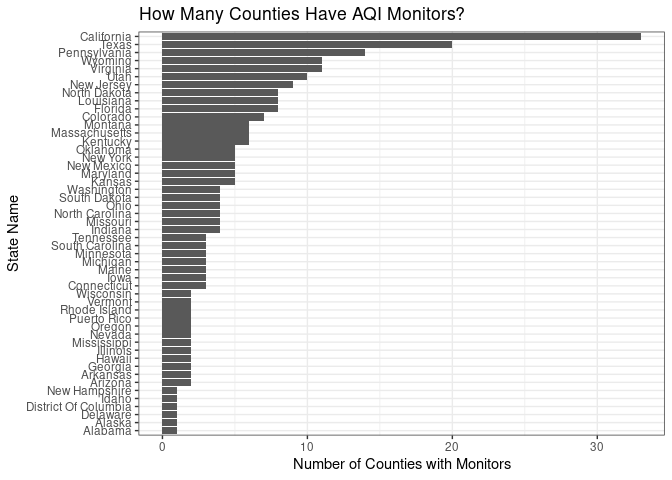 How Many Counties Have AQI Monitors?
California
Texas
Pennsylvania
Wyoming
Virginia
Utah
New Jersey
North Dakota
Louisiana
Florida
Colorado
Montana
Massachusetts
Kentucky
Oklahoma
New York
New Mexico
Maryland
Kansas
Washington
South Dakota
Ohio
North Carolina
Missouri
Indiana
Tennessee
South Carolina
Minnesota
Michigan
Maine
Iowa
Connecticut
Wisconsin
Vermont
Rhode Island
Puerto Rico
Oregon
Nevada
Mississippi
Illinois
Hawaii
Georgia
Arkansas
Arizona
New Hampshire
Idaho
District Of Columbia
Delaware
Alaska
Alabama
State Name
0 10 20 30
Number of Counties with Monitors